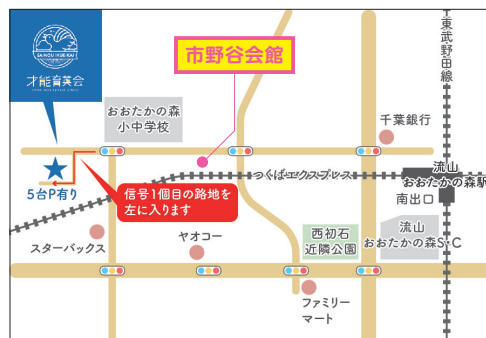 SAINOU IKUEI-KAI
才能育英会
市野谷会館
東武野田線
おおたかの森
小中学校
千葉銀行
つくばエクスプレス
流山
おおたかの森駅
南出口
5台P有り
信号1個目の路地を
左に入ります
スターバックス
ヤオコー
西初石
近隣公園
流山
おおたかの森S・C
ファミリー
マート